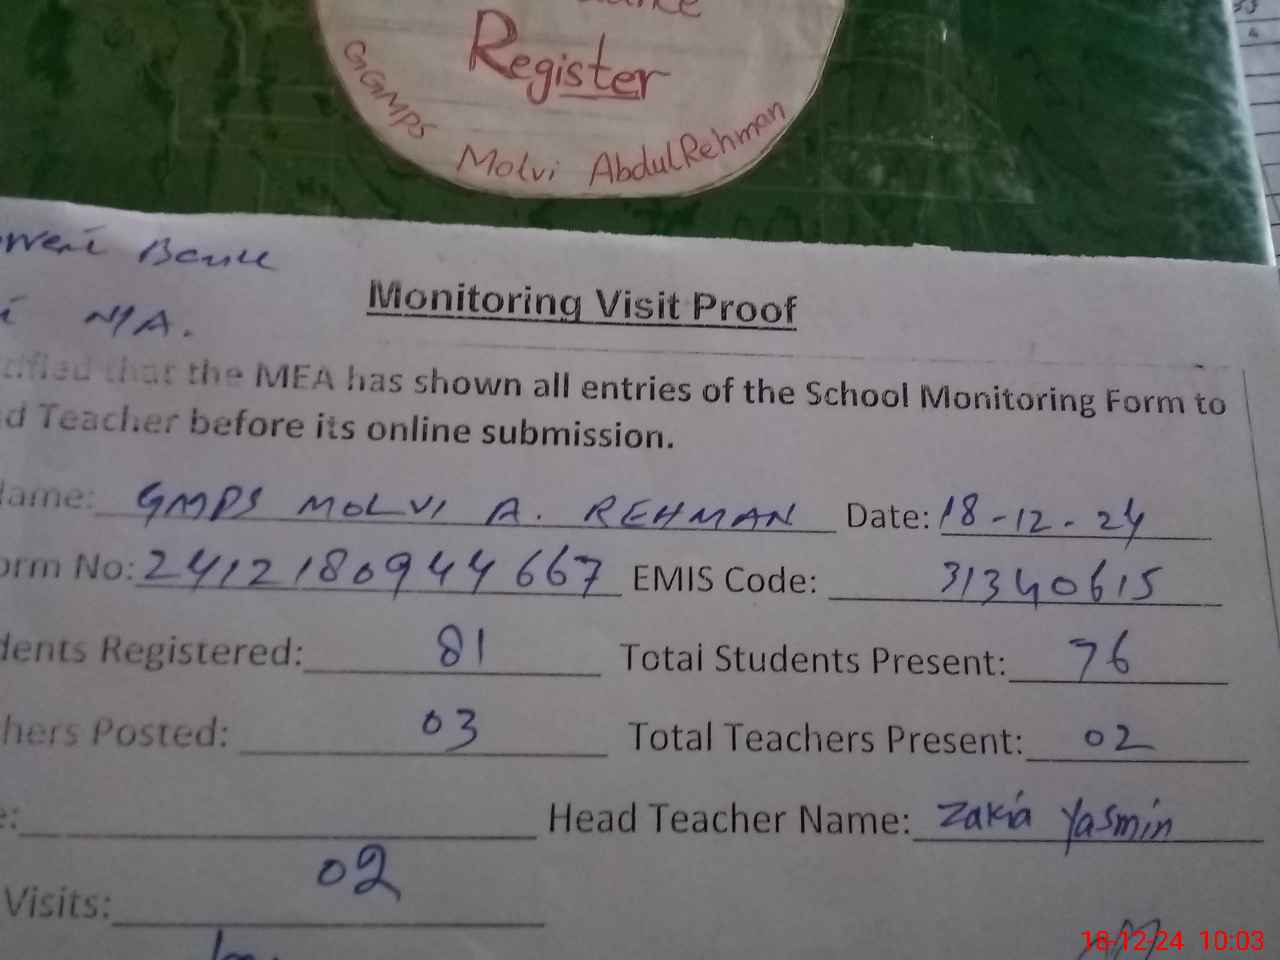 Register
GGMPS Molvi AbdulRehman
N/A.
Monitoring Visit Proof
that the MEA has shown all entries of the School Monitoring Form to
d Teacher before its online submission.
ame: GMPS MOLVI A. REHMAN Date: 18-12-24
orm No: 2412180944667 EMIS Code: 31340615
dents Registered: 81 Total Students Present: 76
hers Posted: 03 Total Teachers Present: 02
e: Head Teacher Name: Zakia Yasmin
Visits: 02
18-12-24 10:03